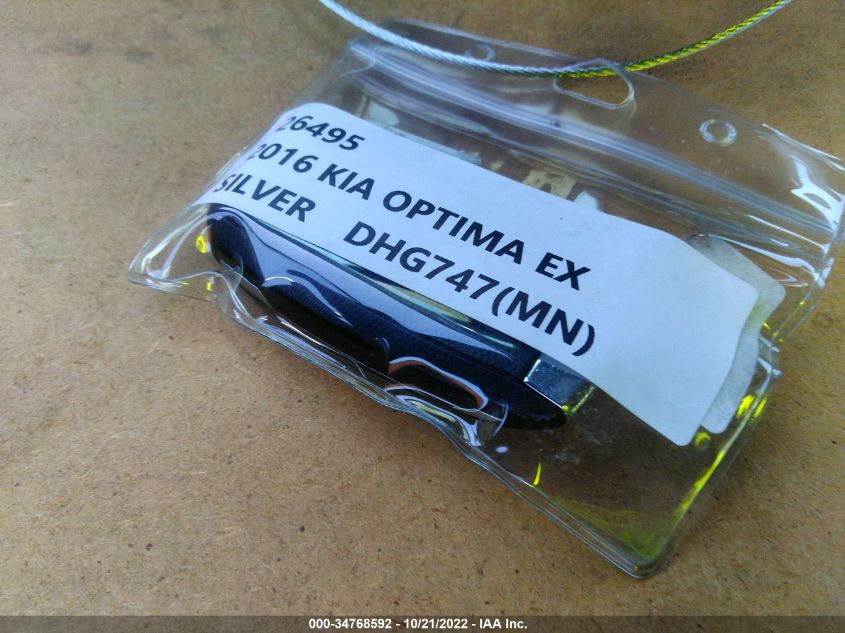 26495
2016 KIA OPTIMA EX
SILVER DHG747(MN)
000-34768592 - 10/21/2022 - IAA Inc.